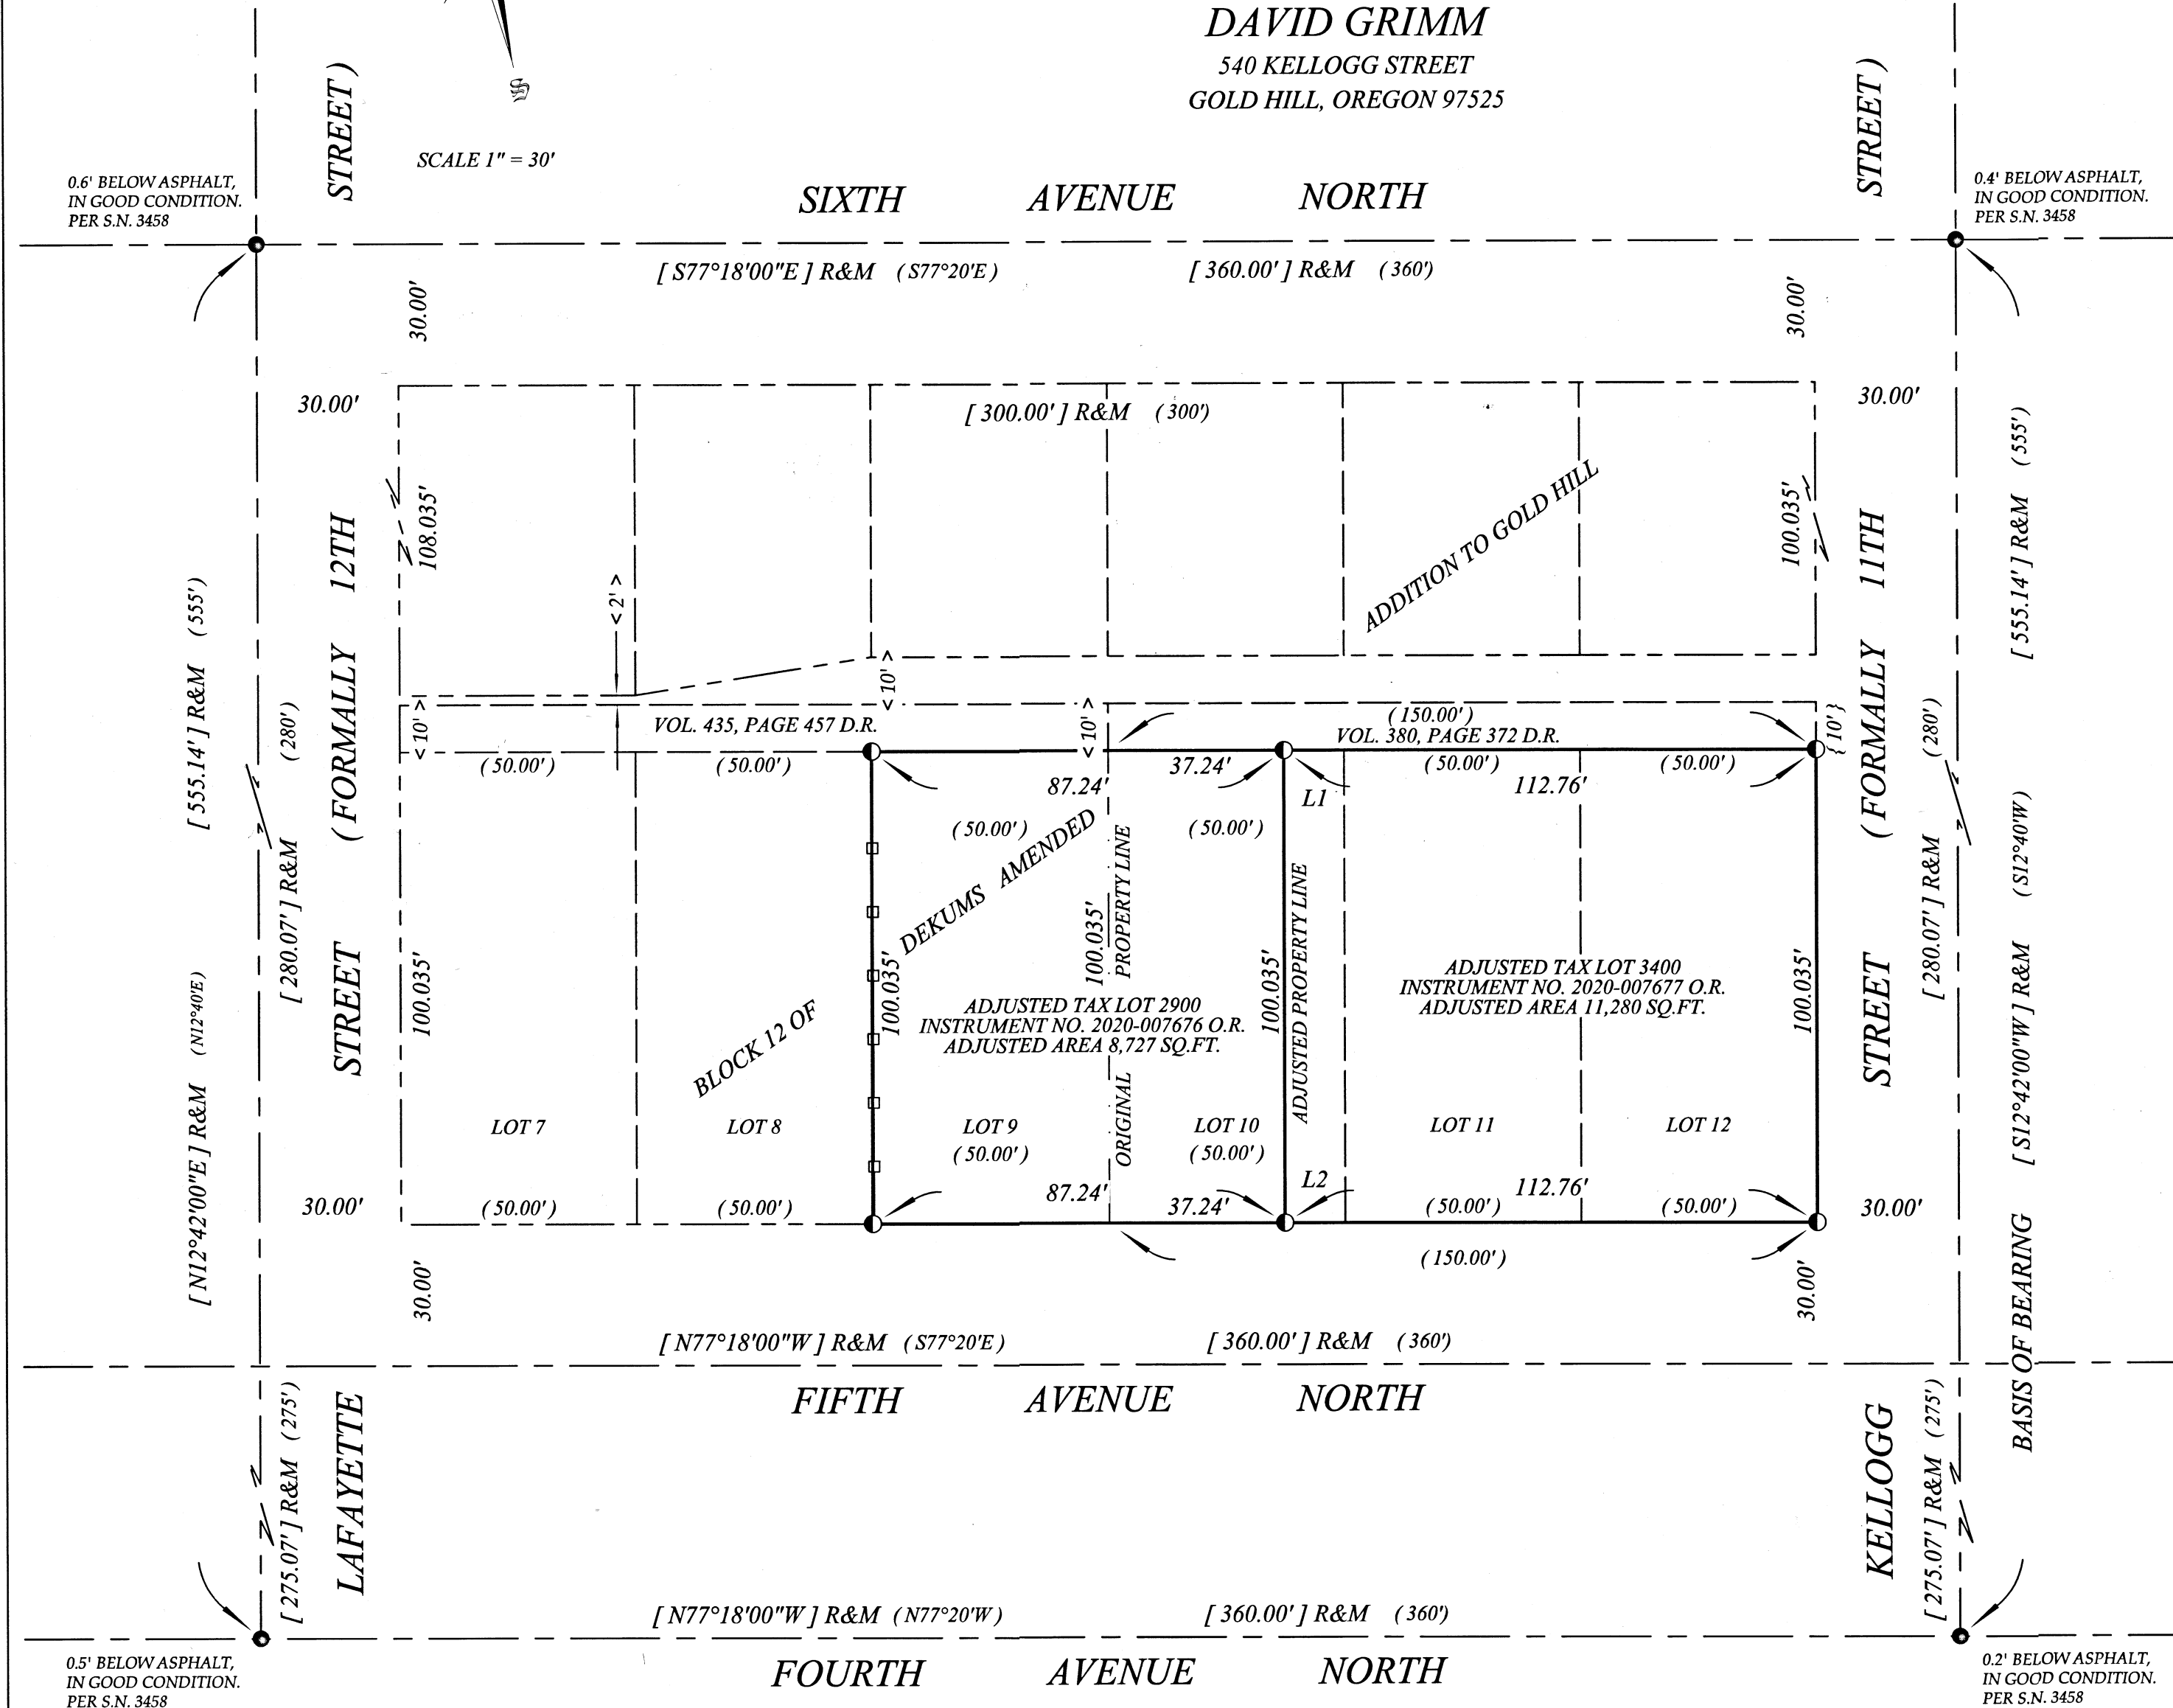 DAVID GRIMM
540 KELLOGG STREET
GOLD HILL, OREGON 97525
S
SCALE 1" = 30'
STREET )
STREET )
0.6' BELOW ASPHALT,
IN GOOD CONDITION.
PER S.N. 3458
SIXTH AVENUE NORTH
0.4' BELOW ASPHALT,
IN GOOD CONDITION.
PER S.N. 3458
[ S77°18'00"E ] R&M ( S77°20'E ) [ 360.00' ] R&M ( 360')
30.00'
30.00'
30.00'
[ 300.00' ] R&M ( 300')
30.00'
108.035'
100.035'
ADDITION TO GOLD HILL
( FORMALLY 12TH
( FORMALLY 11TH
[ 555.14' ] R&M ( 555')
[ 555.14' ] R&M ( 555')
< 2' >
< 10' >
< 10' >
< 10' >
{ 10' }
VOL. 435, PAGE 457 D.R.
( 150.00')
VOL. 380, PAGE 372 D.R.
( 50.00') ( 50.00') 37.24' ( 50.00') ( 50.00')
87.24' L1 112.76'
( 50.00') ( 50.00')
[ 280.07' ] R&M ( 280')
[ 280.07' ] R&M ( 280')
BLOCK 12 OF
DEKUMS AMENDED
ORIGINAL PROPERTY LINE
ADJUSTED PROPERTY LINE
100.035'
100.035'
100.035'
100.035'
100.035'
ADJUSTED TAX LOT 2900
INSTRUMENT NO. 2020-007676 O.R.
ADJUSTED AREA 8,727 SQ.FT.
ADJUSTED TAX LOT 3400
INSTRUMENT NO. 2020-007677 O.R.
ADJUSTED AREA 11,280 SQ.FT.
STREET
STREET
[ N12°42'00"E ] R&M ( N12°40'E )
BASIS OF BEARING [ S12°42'00"W ] R&M ( S12°40'W )
LOT 7 LOT 8 LOT 9 LOT 10 LOT 11 LOT 12
( 50.00') ( 50.00')
87.24' L2 112.76'
30.00' ( 50.00') ( 50.00') 37.24' ( 50.00') ( 50.00') 30.00'
( 150.00')
30.00'
30.00'
[ N77°18'00"W ] R&M ( S77°20'E ) [ 360.00' ] R&M ( 360')
FIFTH AVENUE NORTH
LAFAYETTE
KELLOGG
[ 275.07' ] R&M ( 275')
[ 275.07' ] R&M ( 275')
[ N77°18'00"W ] R&M ( N77°20'W ) [ 360.00' ] R&M ( 360')
FOURTH AVENUE NORTH
0.5' BELOW ASPHALT,
IN GOOD CONDITION.
PER S.N. 3458
0.2' BELOW ASPHALT,
IN GOOD CONDITION.
PER S.N. 3458